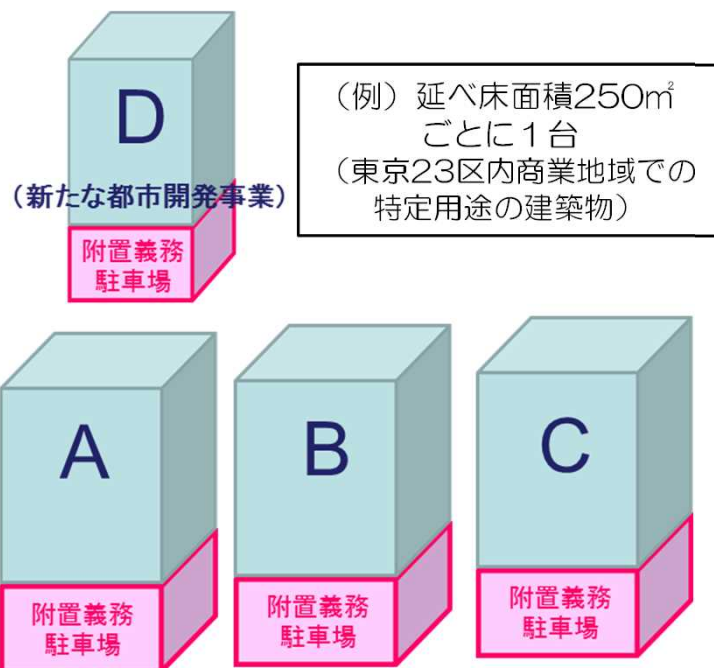 D
（新たな都市開発事業）
附置義務
駐車場
（例）延べ床面積250㎡
ごとに１台
（東京23区内商業地域での
特定用途の建築物）
A
附置義務
駐車場
B
附置義務
駐車場
C
附置義務
駐車場